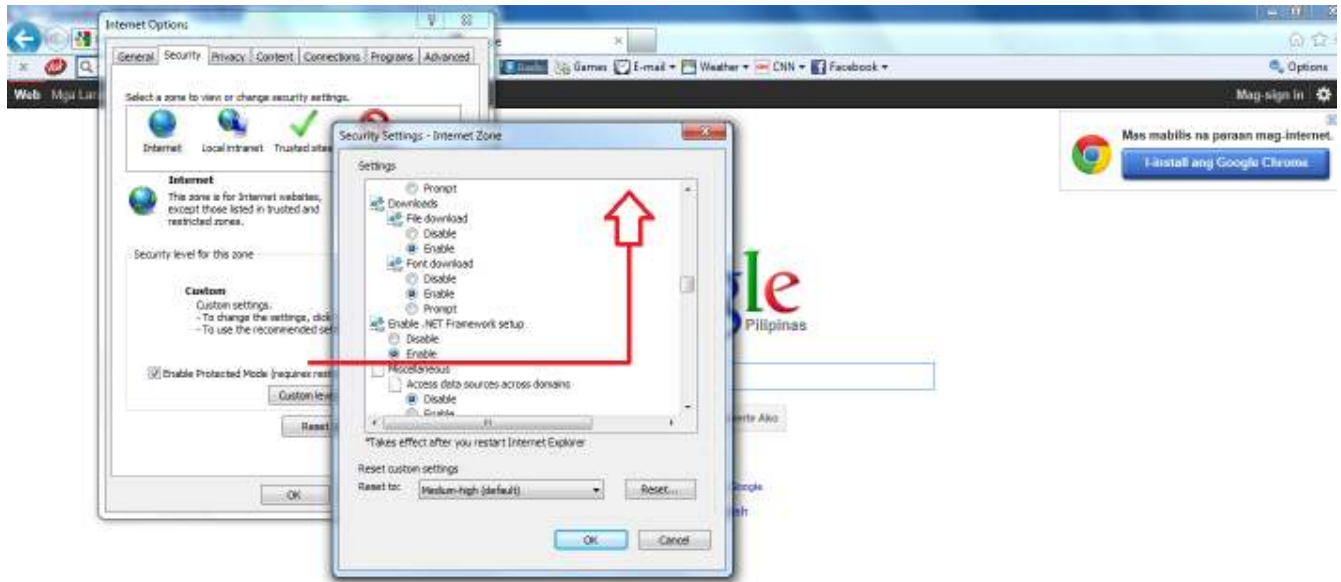 Internet Options
General Security Privacy Content Connections Programs Advanced
Games E-mail Weather CNN Facebook
Options
Web
Mag-sign in
Select a zone to view or change security settings.
Internet Local intranet Trusted sites
Internet
This zone is for Internet websites,
except those listed in trusted and
restricted zones.
Security level for this zone
Custom
Custom settings.
- To change the settings, click
- To use the recommended
Enable Protected Mode (requires
Custom
Reset
OK
Security Settings - Internet Zone
Settings
Prompt
Downloads
File download
Disable
Enable
Font download
Disable
Enable
Prompt
Enable .NET Framework setup
Disable
Enable
Miscellaneous
Access data sources across domains
Disable
Enable
*Takes effect after you restart Internet Explorer
Reset custom settings
Reset to: Medium-high (default) Reset...
OK Cancel
Mas mabilis na paraan mag-internet.
I-install ang Google Chrome
le
Pilipinas
Ako